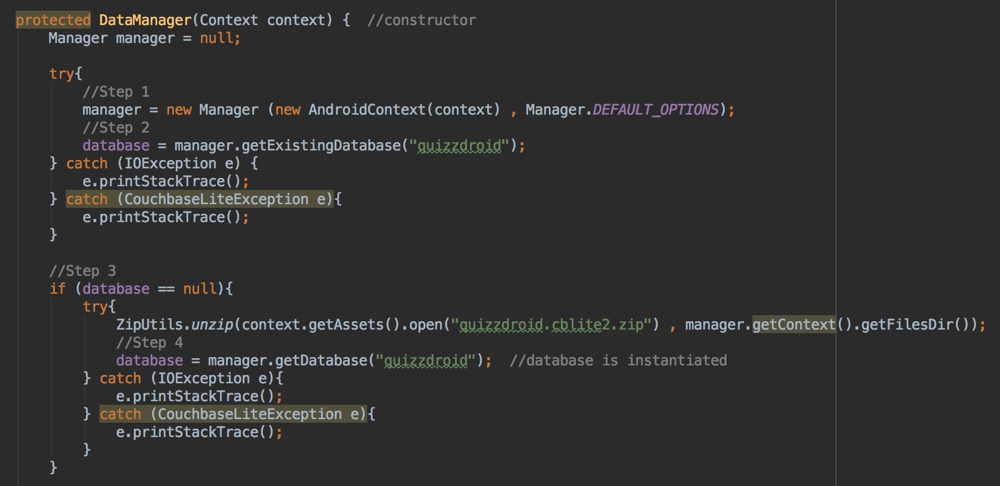 protected DataManager(Context context) {  //constructor
    Manager manager = null;

    try{
        //Step 1
        manager = new Manager (new AndroidContext(context) , Manager.DEFAULT_OPTIONS);
        //Step 2
        database = manager.getExistingDatabase("quizzdroid");
    } catch (IOException e) {
        e.printStackTrace();
    } catch (CouchbaseLiteException e){
        e.printStackTrace();
    }

    //Step 3
    if (database == null){
        try{
            ZipUtils.unzip(context.getAssets().open("quizzdroid.cblite2.zip") , manager.getContext().getFilesDir());
            //Step 4
            database = manager.getDatabase("quizzdroid");  //database is instantiated
        } catch (IOException e){
            e.printStackTrace();
        } catch (CouchbaseLiteException e){
            e.printStackTrace();
        }
    }